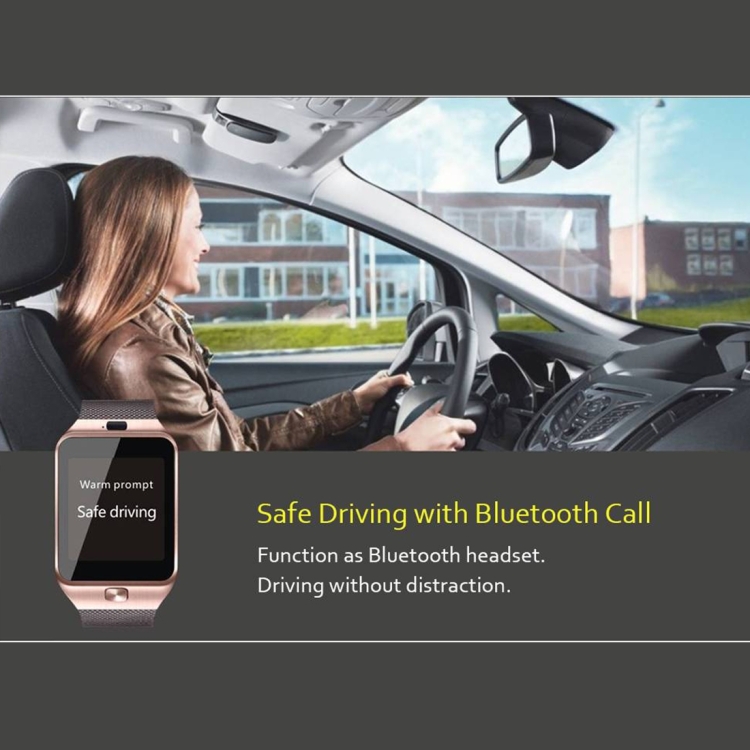 Warm prompt
Safe driving
Safe Driving with Bluetooth Call
Function as Bluetooth headset.
Driving without distraction.